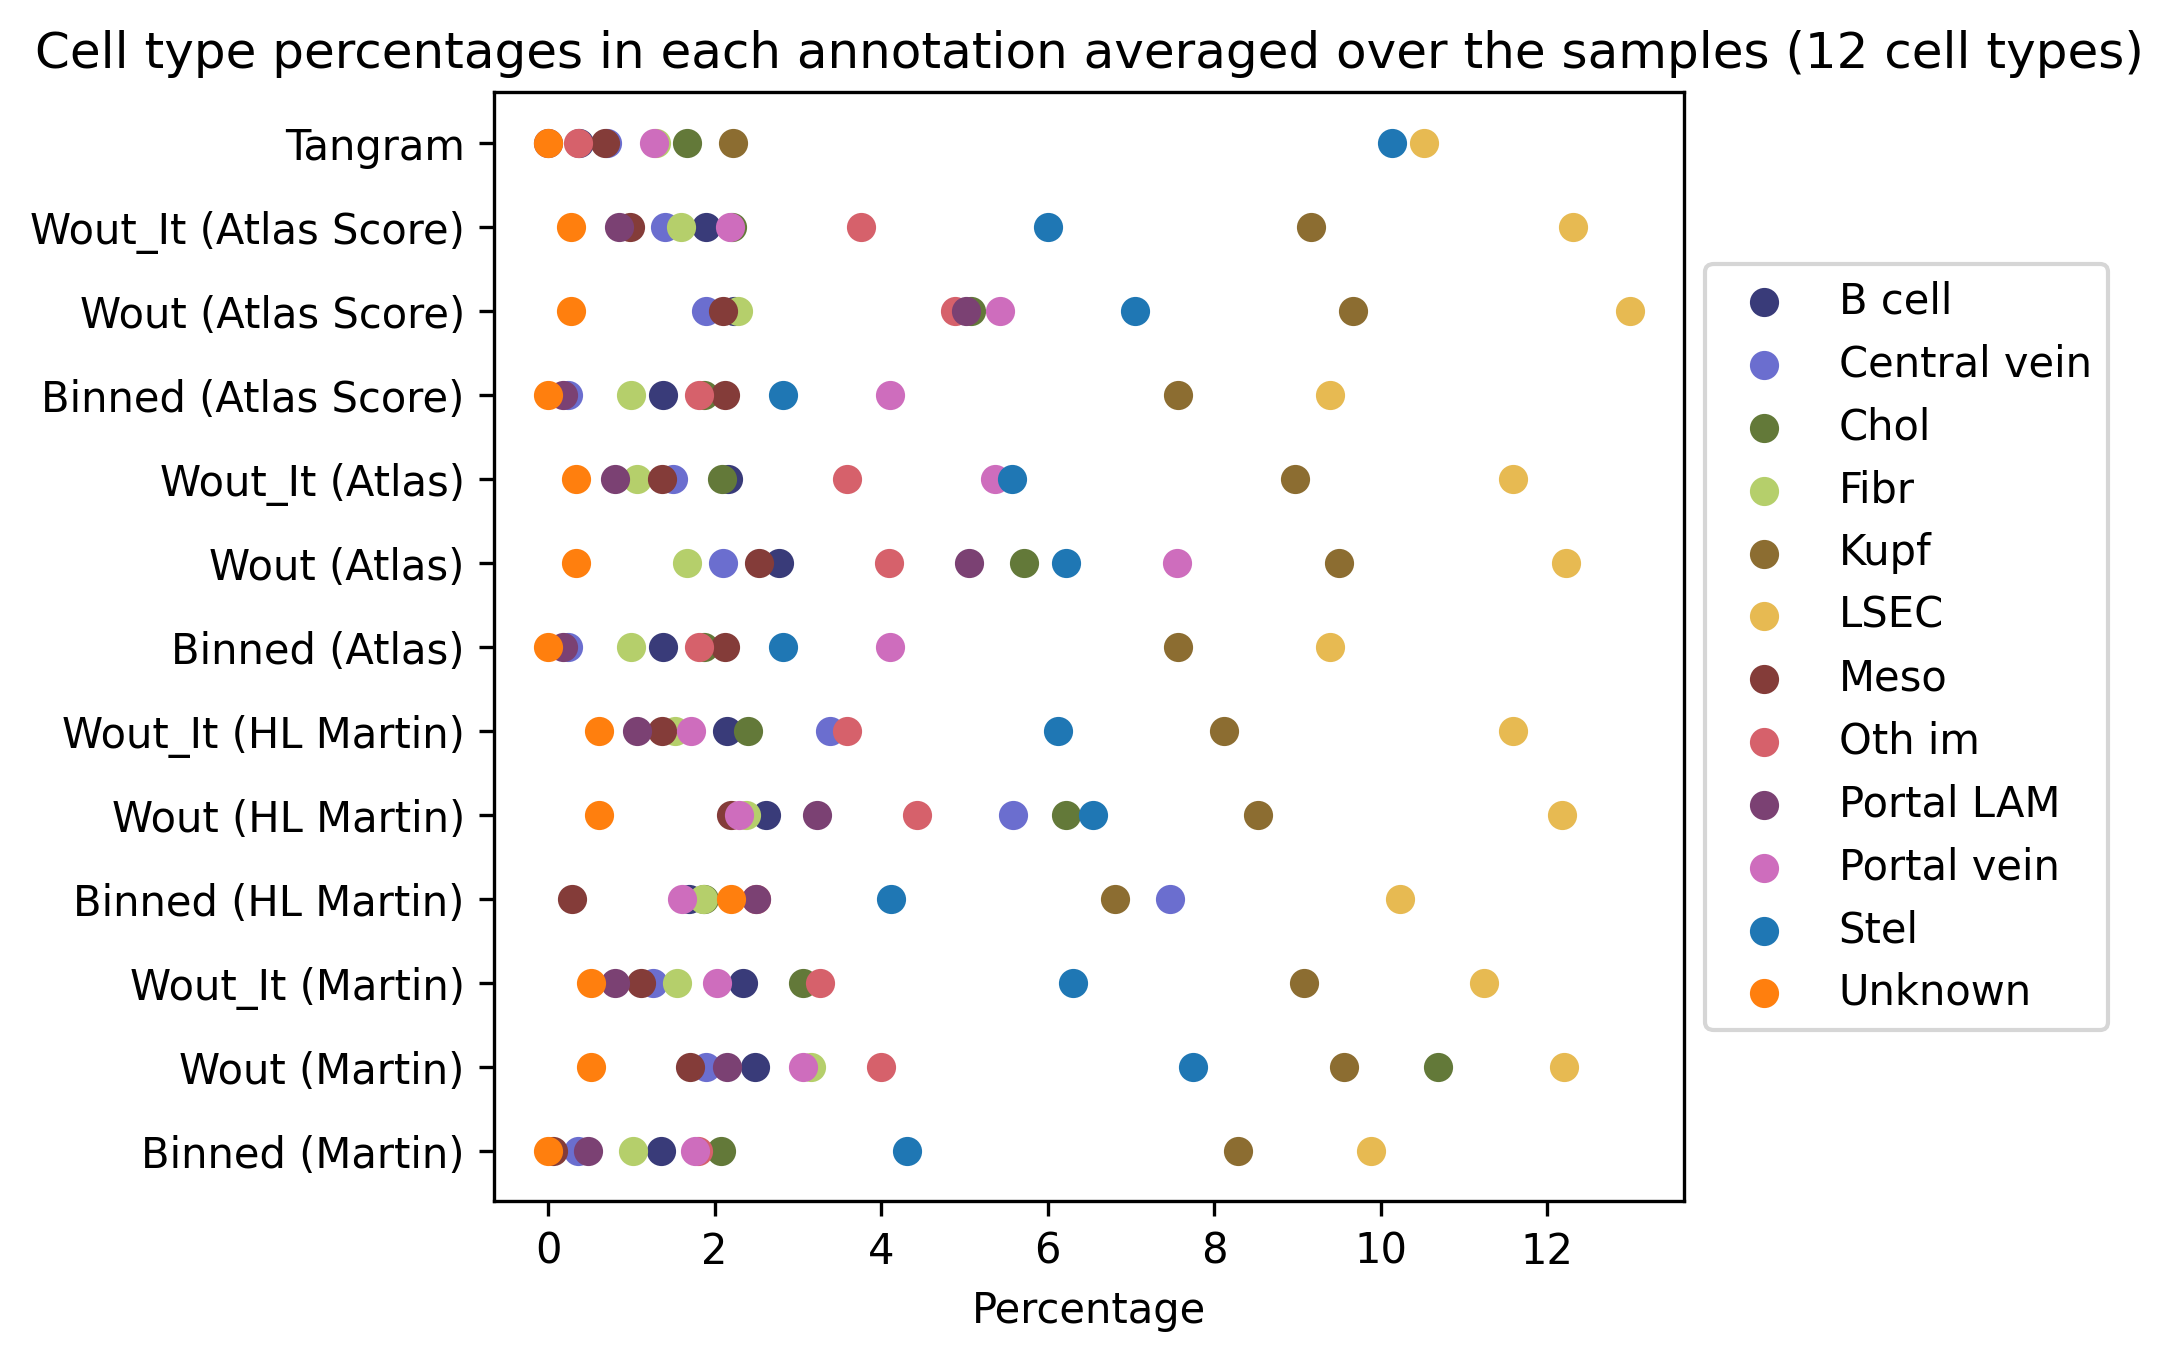 Cell type percentages in each annotation averaged over the samples (12 cell types)
Tangram
Wout_It (Atlas Score)
Wout (Atlas Score)
Binned (Atlas Score)
Wout_It (Atlas)
Wout (Atlas)
Binned (Atlas)
Wout_It (HL Martin)
Wout (HL Martin)
Binned (HL Martin)
Wout_It (Martin)
Wout (Martin)
Binned (Martin)
0 2 4 6 8 10 12
Percentage
B cell
Central vein
Chol
Fibr
Kupf
LSEC
Meso
Oth im
Portal LAM
Portal vein
Stel
Unknown